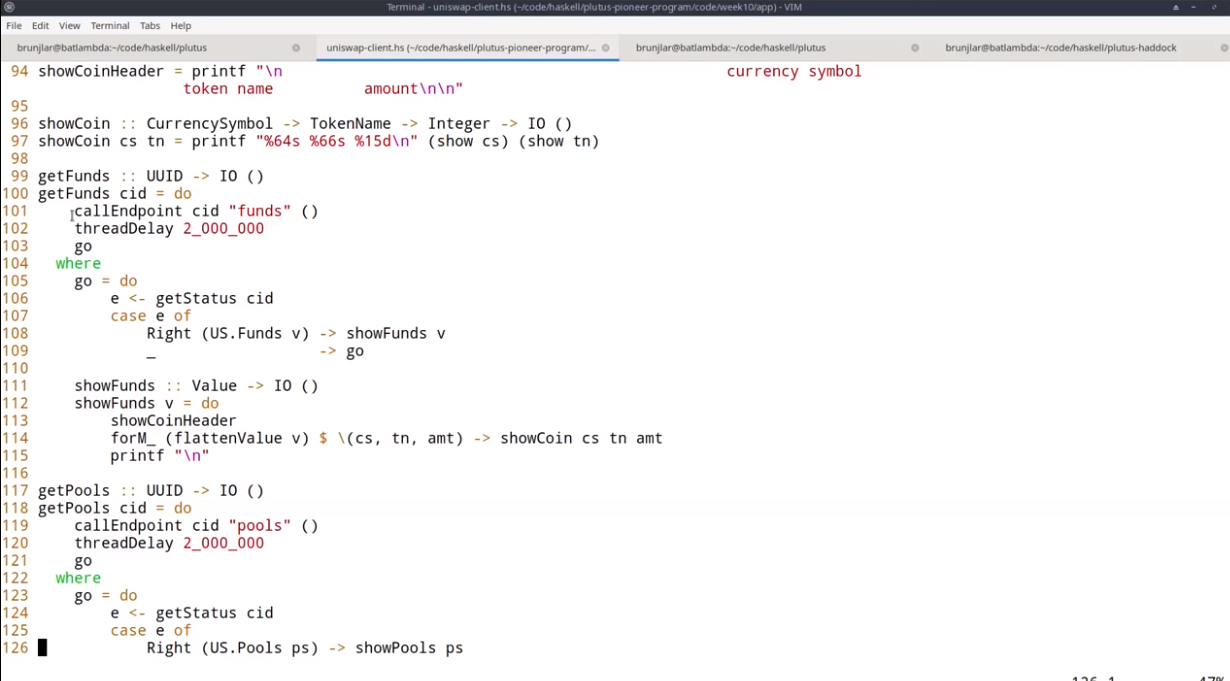 Terminal - uniswap-client.hs (~/code/haskell/plutus-pioneer-program/code/week10/app) - VIM
File Edit View Terminal Tabs Help
brunjlar@batlambda:~/code/haskell/plutus uniswap-client.hs (~/code/haskell/plutus-pioneer-program/... brunjlar@batlambda:~/code/haskell/plutus brunjlar@batlambda:~/code/haskell/plutus-haddock
94 showCoinHeader = printf "\n currency symbol
token name amount\n\n"
95
96 showCoin :: CurrencySymbol -> TokenName -> Integer -> IO ()
97 showCoin cs tn = printf "%64s %66s %15d\n" (show cs) (show tn)
98
99 getFunds :: UUID -> IO ()
100 getFunds cid = do
101 callEndpoint cid "funds" ()
102 threadDelay 2_000_000
103 go
104 where
105 go = do
106 e <- getStatus cid
107 case e of
108 Right (US.Funds v) -> showFunds v
109 _ -> go
110
111 showFunds :: Value -> IO ()
112 showFunds v = do
113 showCoinHeader
114 forM_ (flattenValue v) $ \(cs, tn, amt) -> showCoin cs tn amt
115 printf "\n"
116
117 getPools :: UUID -> IO ()
118 getPools cid = do
119 callEndpoint cid "pools" ()
120 threadDelay 2_000_000
121 go
122 where
123 go = do
124 e <- getStatus cid
125 case e of
126 Right (US.Pools ps) -> showPools ps